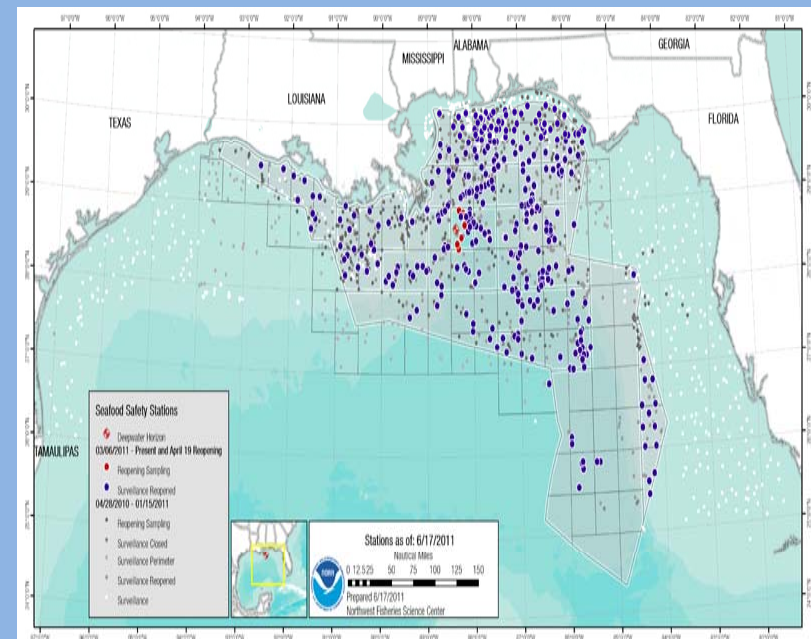 GEORGIA
ALABAMA
MISSISSIPPI
LOUISIANA
TEXAS
FLORIDA
TAMAULIPAS
Seafood Safety Stations
Deepwater Horizon
03/06/2011 - Present and April 19 Reopening
Reopening Sampling
Surveillance Reopened
04/28/2010 - 01/15/2011
Reopening Sampling
Surveillance Closed
Surveillance Perimeter
Surveillance Reopened
Surveillance
Stations as of: 6/17/2011
Nautical Miles
0 12.525 50 75 100 125 150
Prepared 6/17/2011
Northwest Fisheries Science Center